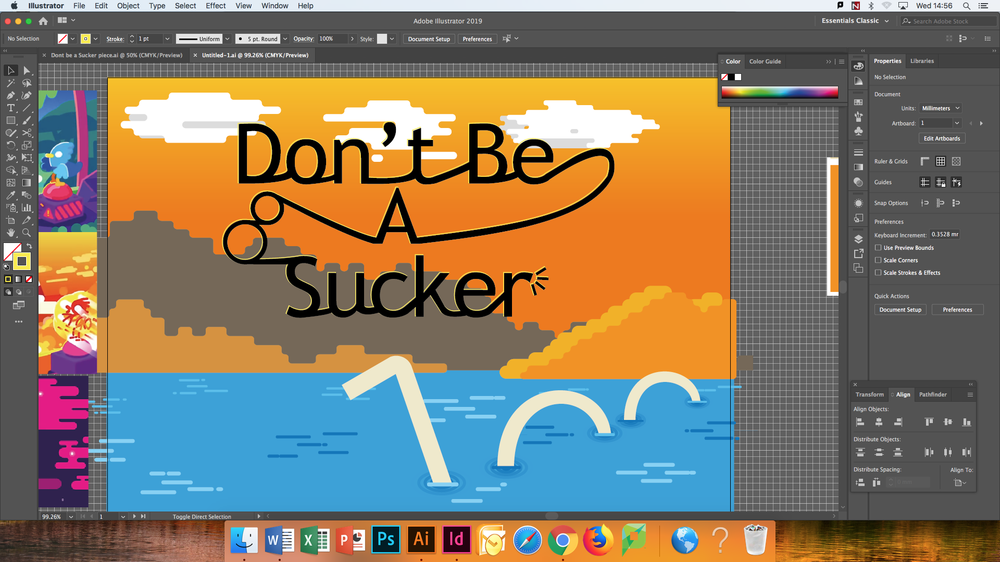 Illustrator File Edit Object Type Select Effect View Window Help Wed 14:56
Adobe Illustrator 2019 Essentials Classic Search Adobe Stock
No Selection Stroke: 1 pt Uniform 5 pt. Round Opacity: 100% Style: Document Setup Preferences
Dont be a Sucker piece.ai @ 50% (CMYK/Preview) Untitled-1.ai @ 99.26% (CMYK/Preview)
Color Color Guide
Properties Libraries
No Selection
Document
Units: Millimeters
Artboard: 1
Edit Artboards
Ruler & Grids
Guides
Snap Options
Preferences
Keyboard Increment: 0.3528 mr
Use Preview Bounds
Scale Corners
Scale Strokes & Effects
Quick Actions
Document Setup Preferences
Don't Be
A
Sucker
Transform Align Pathfinder
Align Objects:
Distribute Objects:
Distribute Spacing: Align To:
0 mm
99.26% 1 Toggle Direct Selection
W X P Ps Ai Id